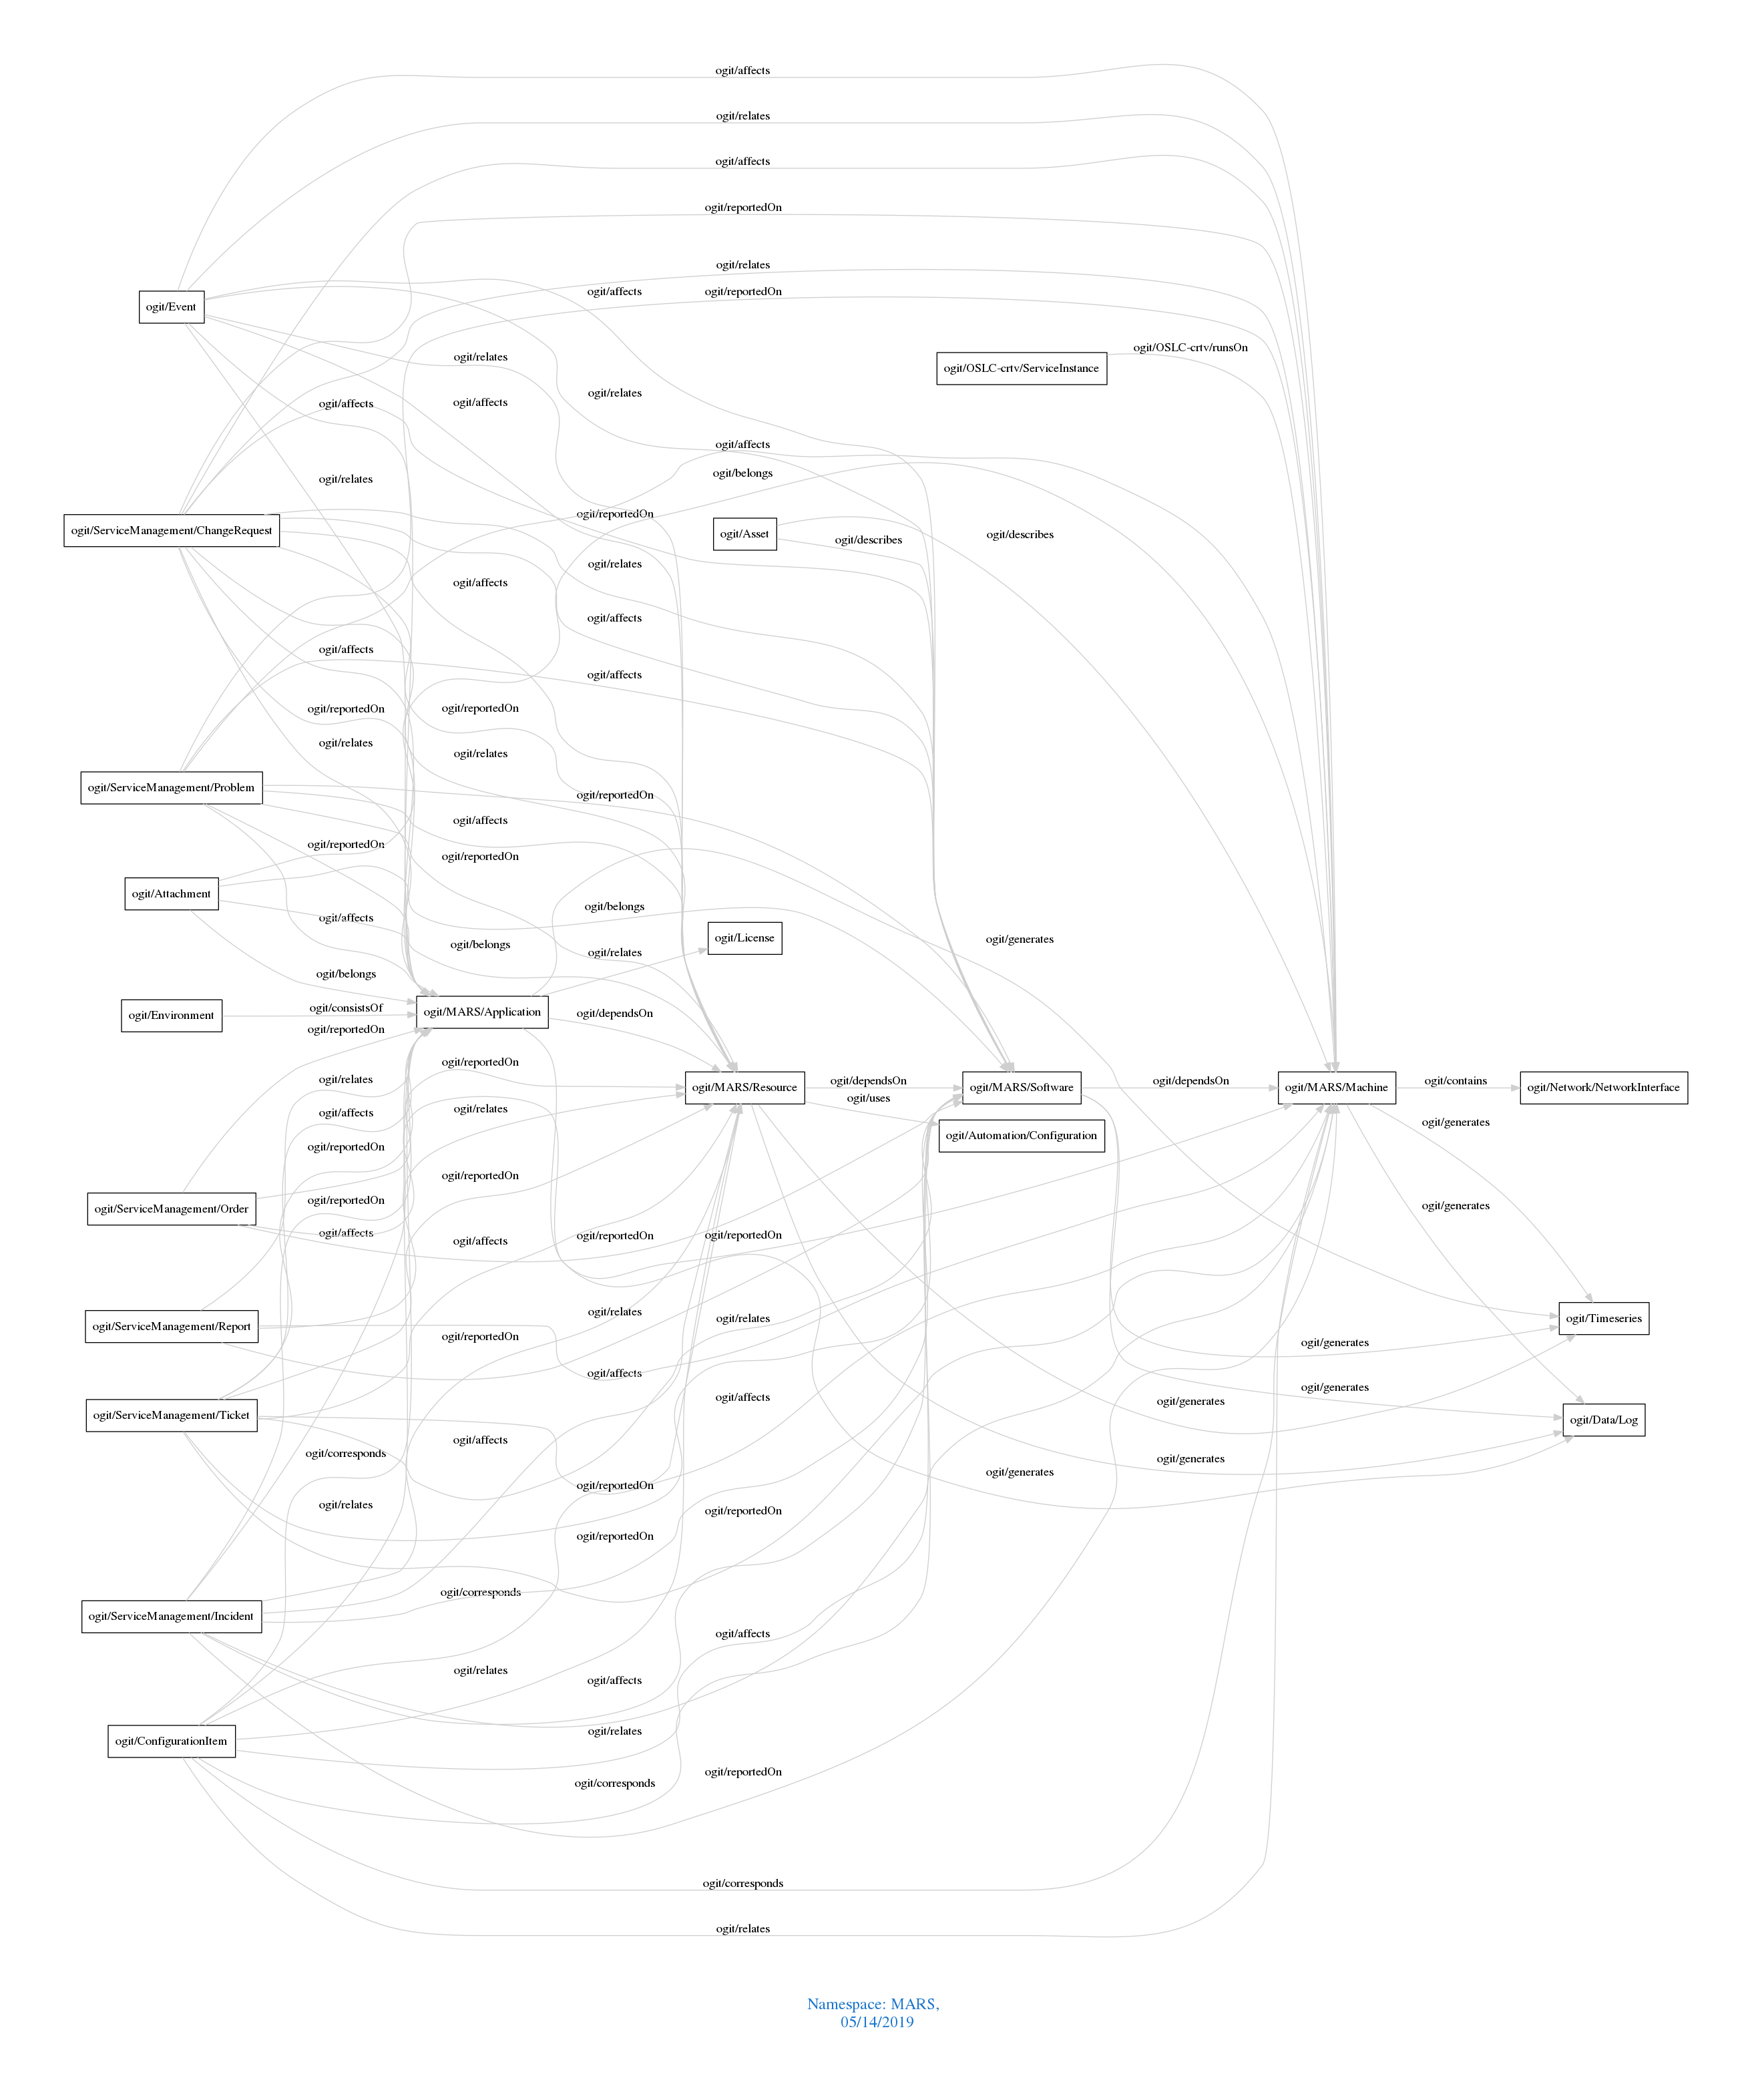 ogit/affects
ogit/relates
ogit/affects
ogit/reportedOn
ogit/relates
ogit/affects
ogit/reportedOn
ogit/Event
ogit/OSLC-crtv/runsOn
ogit/relates
ogit/OSLC-crtv/ServiceInstance
ogit/relates
ogit/affects
ogit/affects
ogit/affects
ogit/belongs
ogit/relates
ogit/reportedOn
ogit/ServiceManagement/ChangeRequest
ogit/Asset
ogit/describes
ogit/describes
ogit/relates
ogit/affects
ogit/affects
ogit/affects
ogit/affects
ogit/reportedOn
ogit/reportedOn
ogit/relates
ogit/relates
ogit/ServiceManagement/Problem
ogit/reportedOn
ogit/affects
ogit/reportedOn
ogit/reportedOn
ogit/Attachment
ogit/belongs
ogit/affects
ogit/License
ogit/generates
ogit/belongs
ogit/relates
ogit/belongs
ogit/consistsOf
ogit/Environment
ogit/MARS/Application
ogit/dependsOn
ogit/reportedOn
ogit/reportedOn
ogit/relates
ogit/dependsOn
ogit/dependsOn
ogit/contains
ogit/MARS/Resource
ogit/MARS/Software
ogit/MARS/Machine
ogit/Network/NetworkInterface
ogit/uses
ogit/relates
ogit/affects
ogit/generates
ogit/Automation/Configuration
ogit/reportedOn
ogit/reportedOn
ogit/reportedOn
ogit/generates
ogit/ServiceManagement/Order
ogit/affects
ogit/reportedOn
ogit/reportedOn
ogit/affects
ogit/relates
ogit/relates
ogit/Timeseries
ogit/ServiceManagement/Report
ogit/reportedOn
ogit/generates
ogit/affects
ogit/generates
ogit/affects
ogit/generates
ogit/ServiceManagement/Ticket
ogit/Data/Log
ogit/affects
ogit/corresponds
ogit/generates
ogit/generates
ogit/reportedOn
ogit/relates
ogit/reportedOn
ogit/reportedOn
ogit/corresponds
ogit/ServiceManagement/Incident
ogit/affects
ogit/relates
ogit/affects
ogit/relates
ogit/ConfigurationItem
ogit/reportedOn
ogit/corresponds
ogit/corresponds
ogit/relates
Namespace: MARS,
05/14/2019